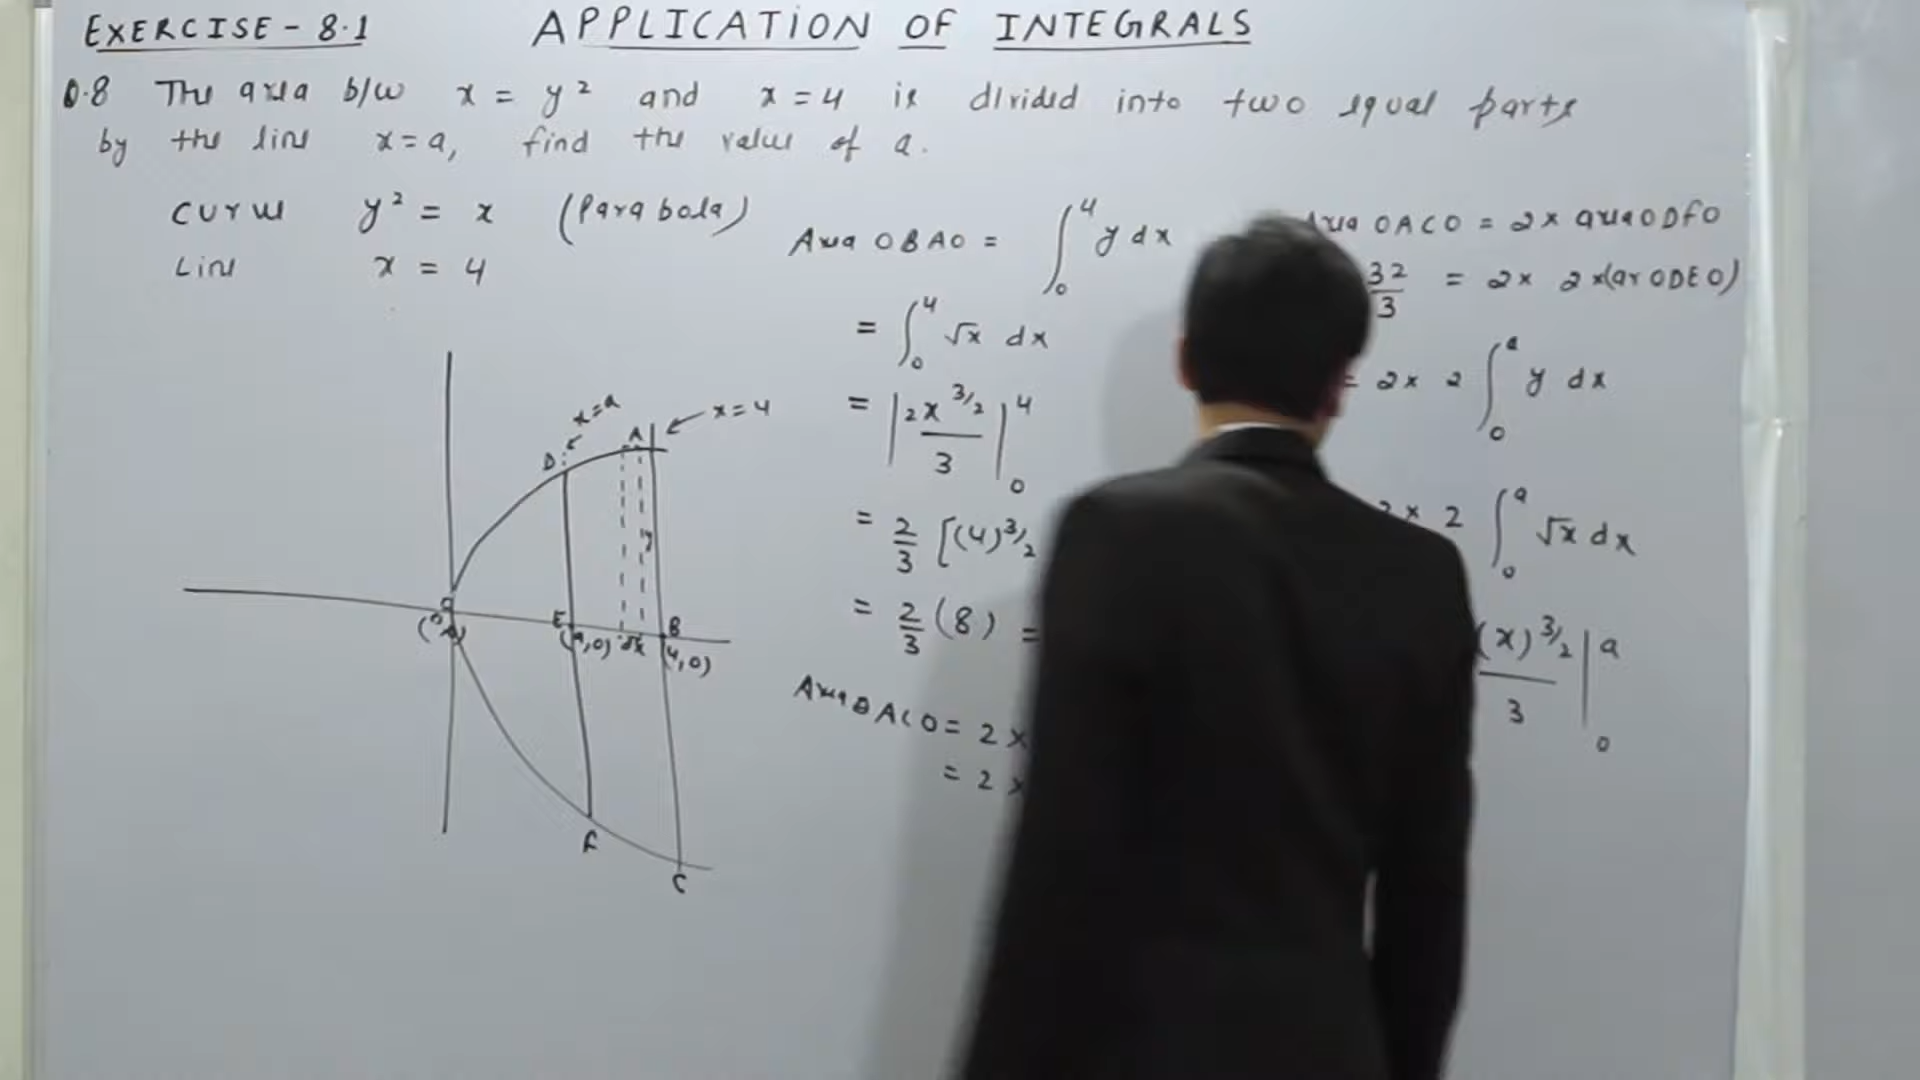 EXERCISE - 8.1 APPLICATION OF INTEGRALS
Q.8 The area b/w x = y² and x = 4 is divided into two equal parts
by the line x = a, find the value of a.
Curve y² = x (Parabola)
Line x = 4
x = a
x = 4
A
D
y
O
(0,0)
E
(a,0)
dx
B
(4,0)
F
C
Area OBAO = ∫₀⁴ y dx
= ∫₀⁴ √x dx
= | 2x^3/2 / 3 |₀⁴
= 2/3 [(4)^3/2
= 2/3 (8) =
Area OACO = 2 ×
= 2 ×
Area OACO = 2 × area ODFO
32/3 = 2 × 2 × (ar ODEO)
= 2 × 2 ∫₀ᵃ y dx
2 × 2 ∫₀ᵃ √x dx
(x)^3/2 / 3 |₀ᵃ